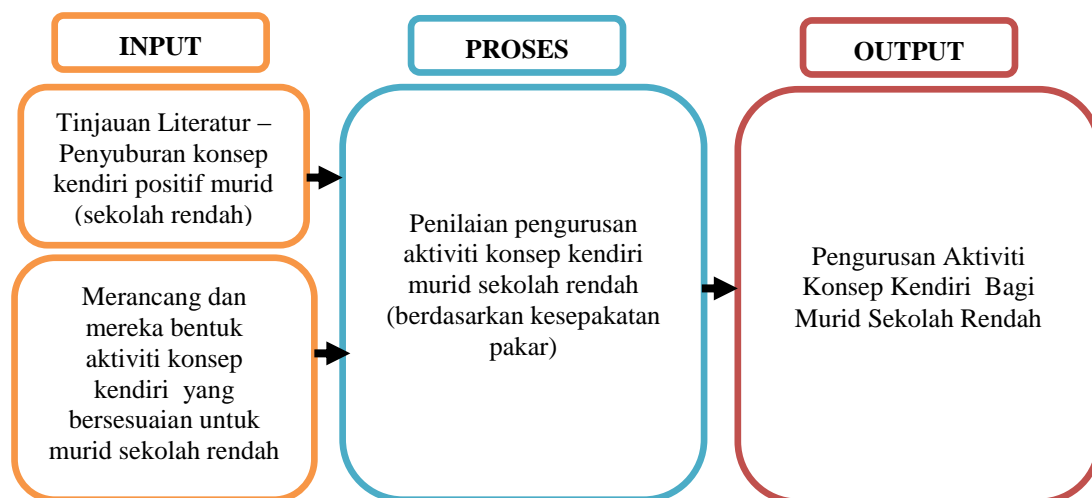 INPUT
PROSES
OUTPUT
Tinjauan Literatur –
Penyuburan konsep
kendiri positif murid
(sekolah rendah)
Merancang dan
mereka bentuk
aktiviti konsep
kendiri yang
bersesuaian untuk
murid sekolah rendah
Penilaian pengurusan
aktiviti konsep kendiri
murid sekolah rendah
(berdasarkan kesepakatan
pakar)
Pengurusan Aktiviti
Konsep Kendiri Bagi
Murid Sekolah Rendah